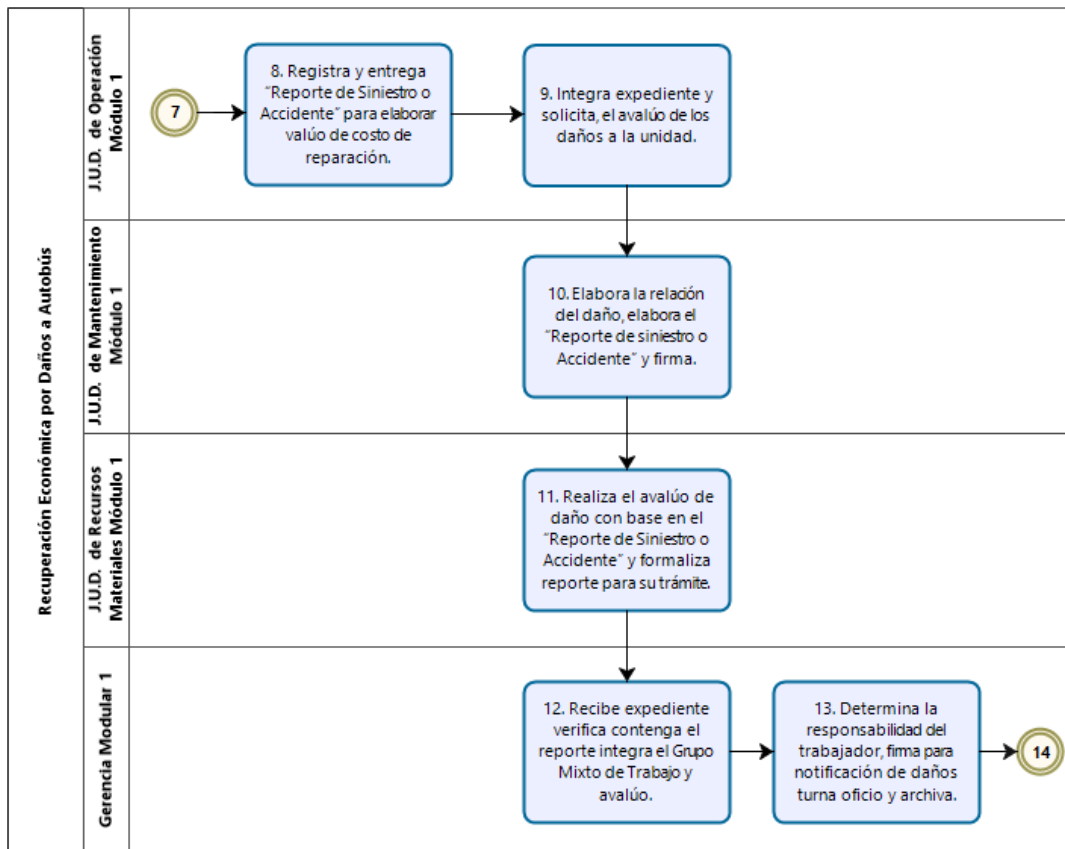 Recuperación Económica por Daños a Autobús
J.U.D. de Operación
Módulo 1
7
8. Registra y entrega
"Reporte de Siniestro o
Accidente" para elaborar
valúo de costo de
reparación.
9. Integra expediente y
solicita, el avalúo de los
daños a la unidad.
J.U.D. de Mantenimiento
Módulo 1
10. Elabora la relación
del daño, elabora el
"Reporte de siniestro o
Accidente" y firma.
J.U.D. de Recursos
Materiales Módulo 1
11. Realiza el avalúo de
daño con base en el
"Reporte de Siniestro o
Accidente" y formaliza
reporte para su trámite.
Gerencia Modular 1
12. Recibe expediente
verifica contenga el
reporte integra el Grupo
Mixto de Trabajo y
avalúo.
13. Determina la
responsabilidad del
trabajador, firma para
notificación de daños
turna oficio y archiva.
14